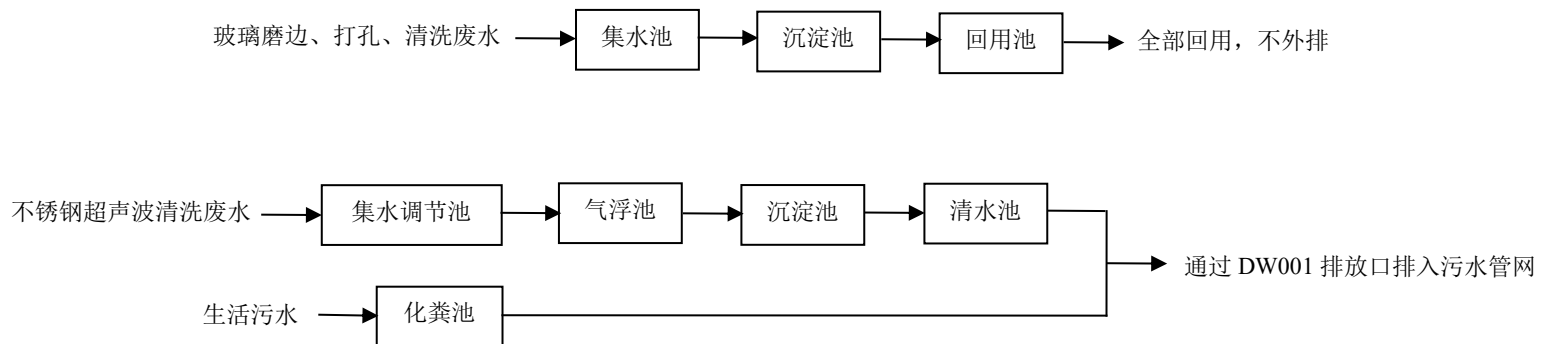 玻璃磨边、打孔、清洗废水 集水池 沉淀池 回用池 全部回用，不外排
不锈钢超声波清洗废水 集水调节池 气浮池 沉淀池 清水池
通过 DW001 排放口排入污水管网
生活污水 化粪池